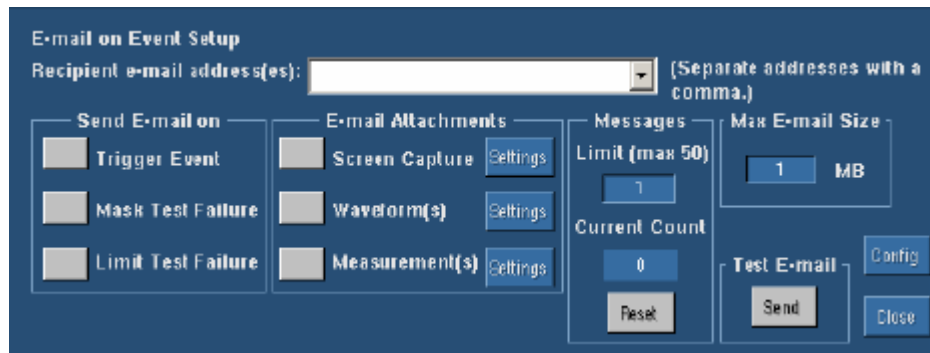 E-mail on Event Setup
Recipient e-mail address(es):
(Separate addresses with a
comma.)
Send E-mail on
Trigger Event
Mask Test Failure
Limit Test Failure
E-mail Attachments
Screen Capture Settings
Waveform(s) Settings
Measurement(s) Settings
Messages
Limit (max 50)
1
Current Count
0
Reset
Max E-mail Size
1 MB
Test E-mail
Send
Config
Close